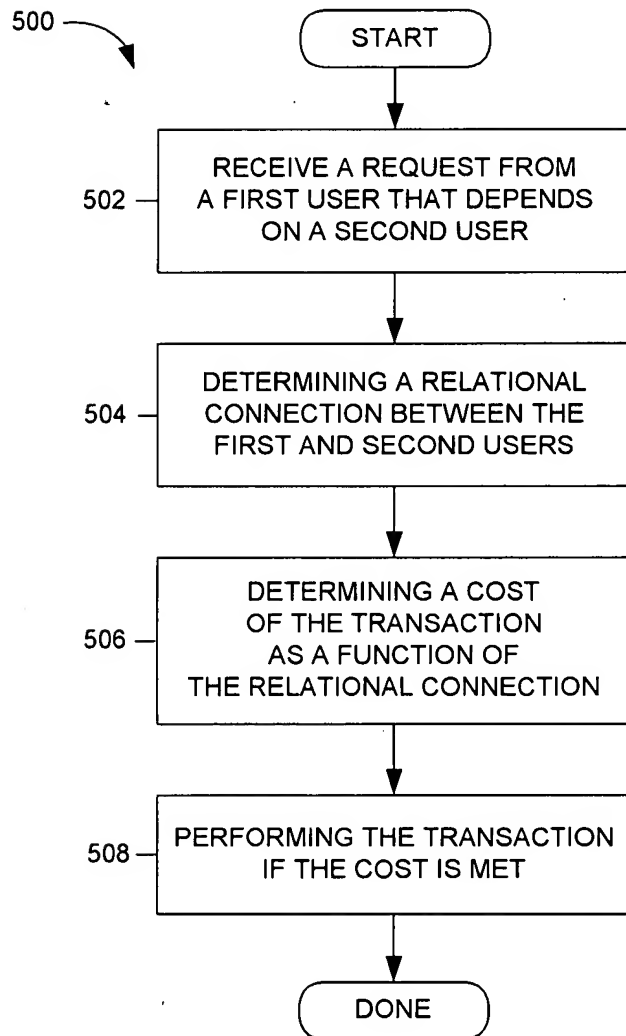 500
START
502
RECEIVE A REQUEST FROM
A FIRST USER THAT DEPENDS
ON A SECOND USER
504
DETERMINING A RELATIONAL
CONNECTION BETWEEN THE
FIRST AND SECOND USERS
506
DETERMINING A COST
OF THE TRANSACTION
AS A FUNCTION OF
THE RELATIONAL CONNECTION
508
PERFORMING THE TRANSACTION
IF THE COST IS MET
DONE